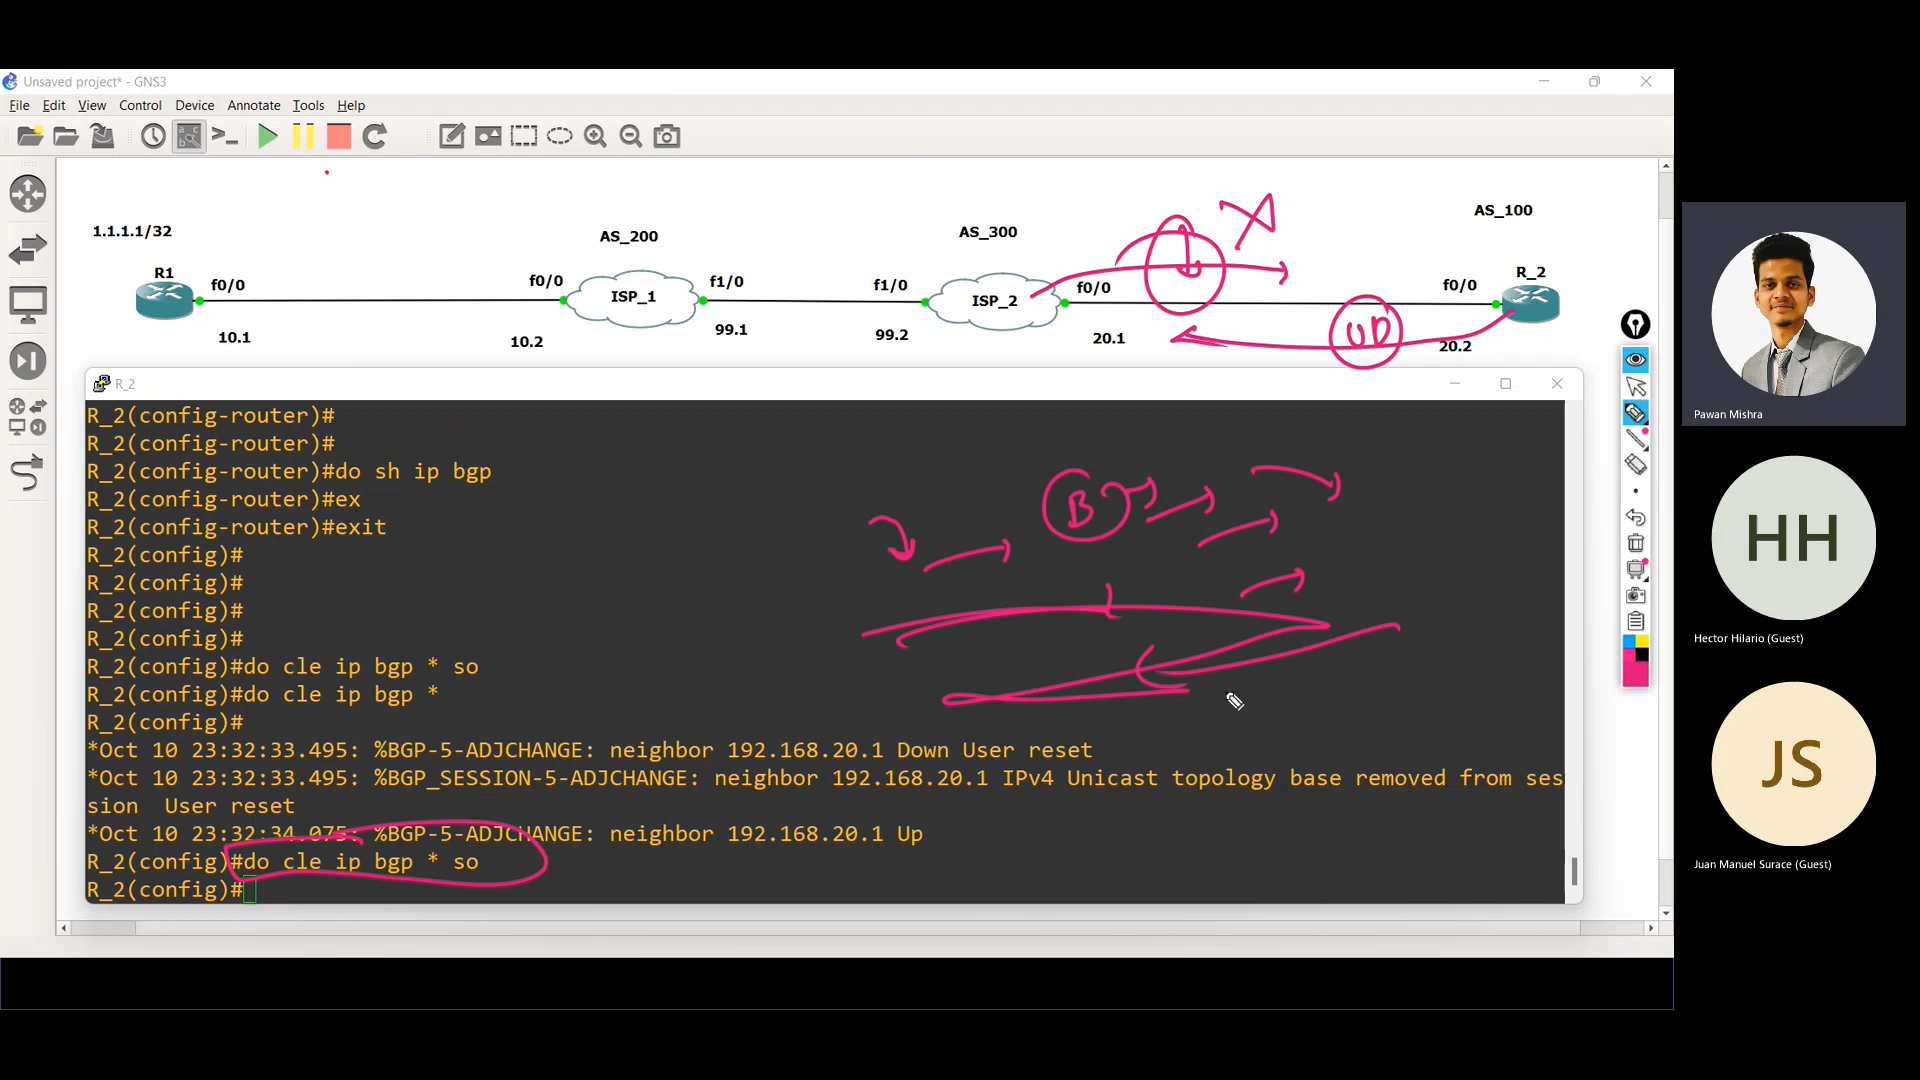 Unsaved project* - GNS3
File Edit View Control Device Annotate Tools Help
AS_100
1.1.1.1/32
AS_200
AS_300
R1
R_2
f0/0
f0/0
ISP_1
f1/0
f1/0
ISP_2
f0/0
f0/0
10.1
10.2
99.1
99.2
20.1
UD
20.2
R_2
R_2(config-router)#
R_2(config-router)#
R_2(config-router)#do sh ip bgp
R_2(config-router)#ex
R_2(config-router)#exit
R_2(config)#
R_2(config)#
R_2(config)#
R_2(config)#
R_2(config)#do cle ip bgp * so
R_2(config)#do cle ip bgp *
R_2(config)#
*Oct 10 23:32:33.495: %BGP-5-ADJCHANGE: neighbor 192.168.20.1 Down User reset
*Oct 10 23:32:33.495: %BGP_SESSION-5-ADJCHANGE: neighbor 192.168.20.1 IPv4 Unicast topology base removed from ses
sion  User reset
*Oct 10 23:32:34.075: %BGP-5-ADJCHANGE: neighbor 192.168.20.1 Up
R_2(config)#do cle ip bgp * so
R_2(config)#
B
Pawan Mishra
HH
Hector Hilario (Guest)
JS
Juan Manuel Surace (Guest)